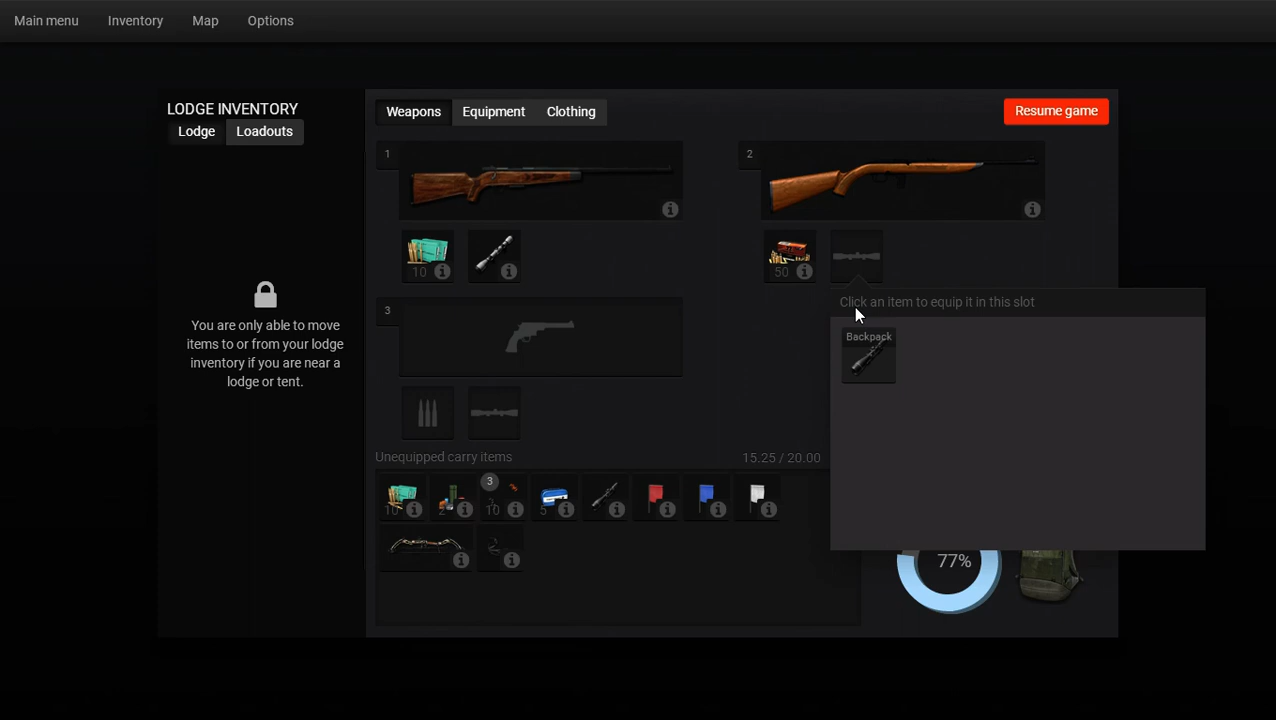 Main menu Inventory Map Options
LODGE INVENTORY
Lodge Loadouts
Weapons Equipment Clothing
Resume game
1
2
10
50
You are only able to move
items to or from your lodge
inventory if you are near a
lodge or tent.
3
Click an item to equip it in this slot
Backpack
Unequipped carry items 15.25 / 20.00
3
10 2 10 5
77%